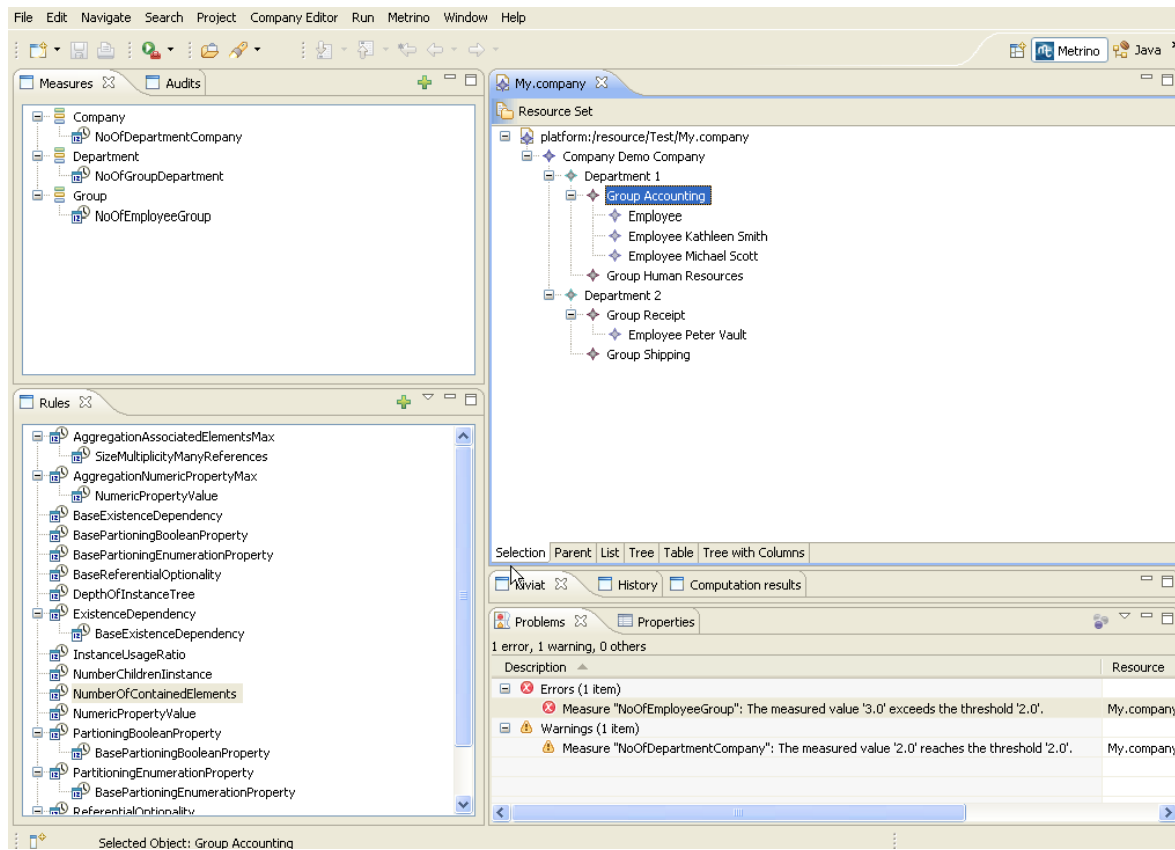 File Edit Navigate Search Project Company Editor Run Metrino Window Help
Metrino Java
Measures Audits
Company
NoOfDepartmentCompany
Department
NoOfGroupDepartment
Group
NoOfEmployeeGroup
Rules
AggregationAssociatedElementsMax
SizeMultiplicityManyReferences
AggregationNumericPropertyMax
NumericPropertyValue
BaseExistenceDependency
BasePartioningBooleanProperty
BasePartioningEnumerationProperty
BaseReferentialOptionality
DepthOfInstanceTree
ExistenceDependency
BaseExistenceDependency
InstanceUsageRatio
NumberChildrenIinstance
NumberOfContainedElements
NumericPropertyValue
PartioningBooleanProperty
BasePartioningBooleanProperty
PartitioningEnumerationProperty
BasePartioningEnumerationProperty
ReferentialOptionality
My.company
Resource Set
platform:/resource/Test/My.company
Company Demo Company
Department 1
Group Accounting
Employee
Employee Kathleen Smith
Employee Michael Scott
Group Human Resources
Department 2
Group Receipt
Employee Peter Vault
Group Shipping
Selection Parent List Tree Table Tree with Columns
Kiviat History Computation results
Problems Properties
1 error, 1 warning, 0 others
Description Resource
Errors (1 item)
Measure "NoOfEmployeeGroup": The measured value '3.0' exceeds the threshold '2.0'. My.company
Warnings (1 item)
Measure "NoOfDepartmentCompany": The measured value '2.0' reaches the threshold '2.0'. My.company
Selected Object: Group Accounting